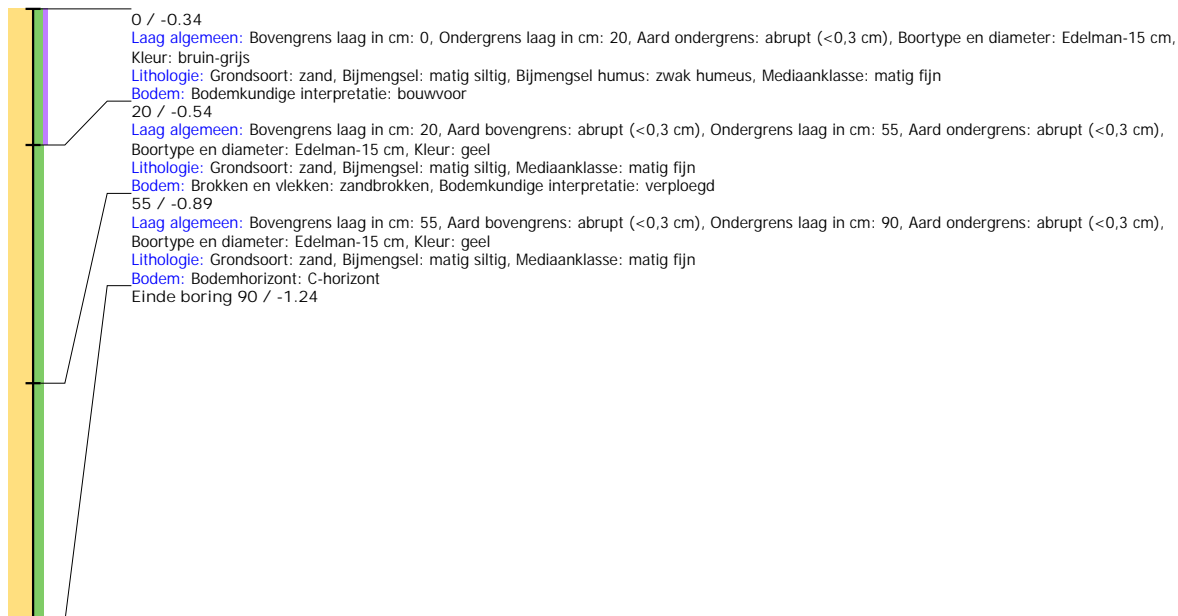 0 / -0.34
Laag algemeen: Bovengrens laag in cm: 0, Ondergrens laag in cm: 20, Aard ondergrens: abrupt (<0,3 cm), Boortype en diameter: Edelman-15 cm,
Kleur: bruin-grijs
Lithologie: Grondsoort: zand, Bijmengsel: matig siltig, Bijmengsel humus: zwak humeus, Mediaanklasse: matig fijn
Bodem: Bodemkundige interpretatie: bouwvoor
20 / -0.54
Laag algemeen: Bovengrens laag in cm: 20, Aard bovengrens: abrupt (<0,3 cm), Ondergrens laag in cm: 55, Aard ondergrens: abrupt (<0,3 cm),
Boortype en diameter: Edelman-15 cm, Kleur: geel
Lithologie: Grondsoort: zand, Bijmengsel: matig siltig, Mediaanklasse: matig fijn
Bodem: Brokken en vlekken: zandbrokken, Bodemkundige interpretatie: verploegd
55 / -0.89
Laag algemeen: Bovengrens laag in cm: 55, Aard bovengrens: abrupt (<0,3 cm), Ondergrens laag in cm: 90, Aard ondergrens: abrupt (<0,3 cm),
Boortype en diameter: Edelman-15 cm, Kleur: geel
Lithologie: Grondsoort: zand, Bijmengsel: matig siltig, Mediaanklasse: matig fijn
Bodem: Bodemhorizont: C-horizont
Einde boring 90 / -1.24